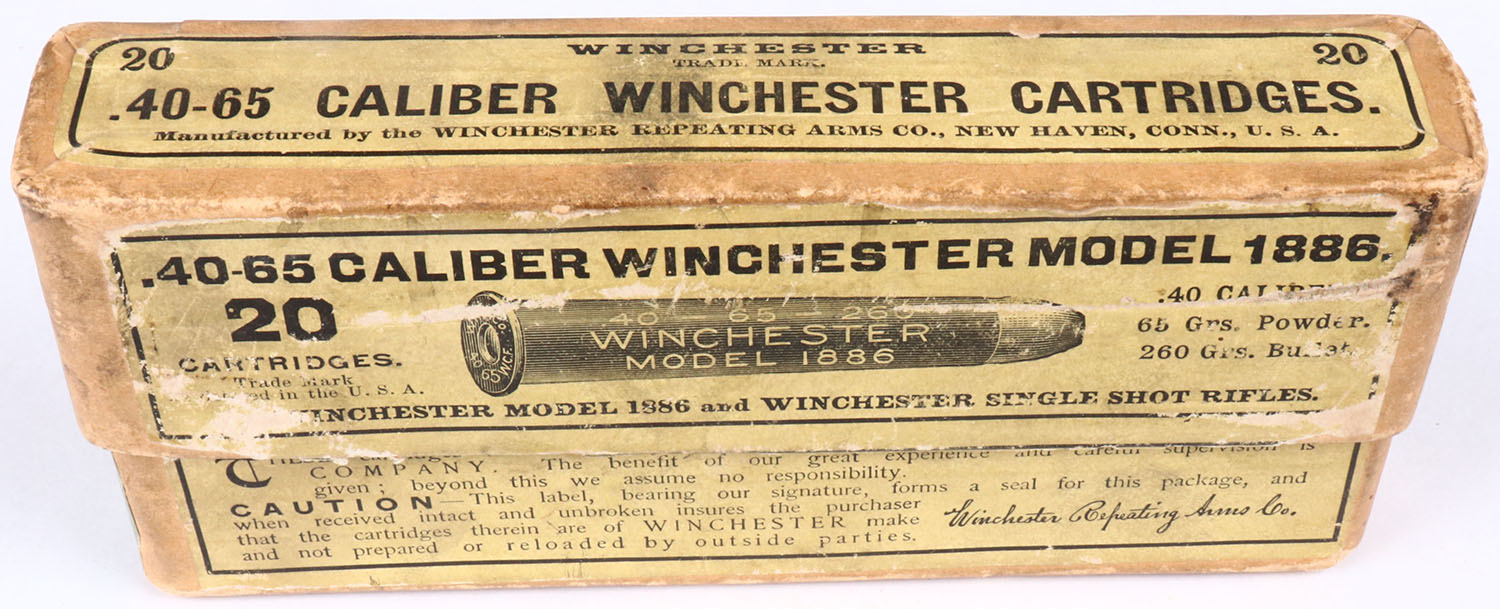 20 WINCHESTER 20
TRADE MARK.
.40-65 CALIBER WINCHESTER CARTRIDGES.
Manufactured by the WINCHESTER REPEATING ARMS CO., NEW HAVEN, CONN., U. S. A.
.40-65 CALIBER WINCHESTER MODEL 1886.
20
CARTRIDGES.
Trade Mark
in the U. S. A.
40 65 260
WINCHESTER
MODEL 1886
65 W.C.F.
.40 CALIBER
65 Grs. Powder.
260 Grs. Bullet.
WINCHESTER MODEL 1886 and WINCHESTER SINGLE SHOT RIFLES.
COMPANY. The benefit of our great experience and careful supervision is
given; beyond this we assume no responsibility.
CAUTION—This label, bearing our signature, forms a seal for this package, and
when received intact and unbroken insures the purchaser
that the cartridges therein are of WINCHESTER make
and not prepared or reloaded by outside parties.
Winchester Repeating Arms Co.